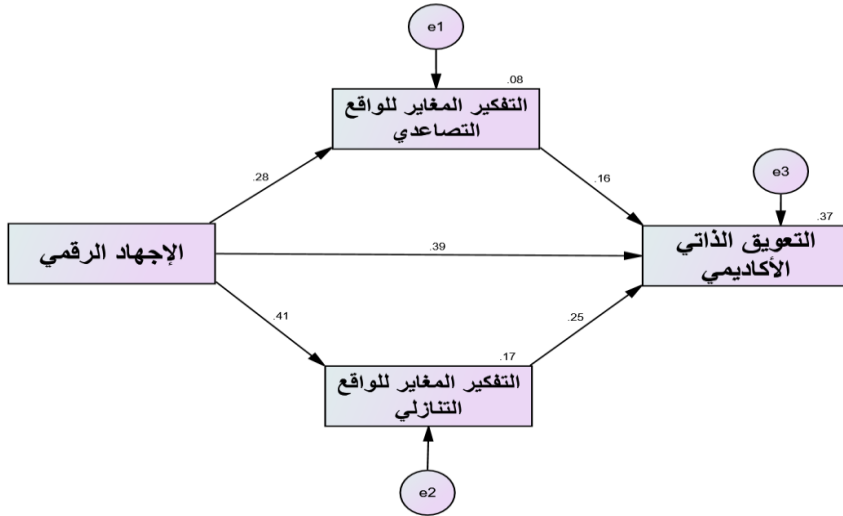 e1
.08
التفكير المغاير للواقع
التصاعدي
.28
.16
e3
.37
الإجهاد الرقمي
.39
التعويق الذاتي
الأكاديمي
.41
.25
.17
التفكير المغاير للواقع
التنازلي
e2